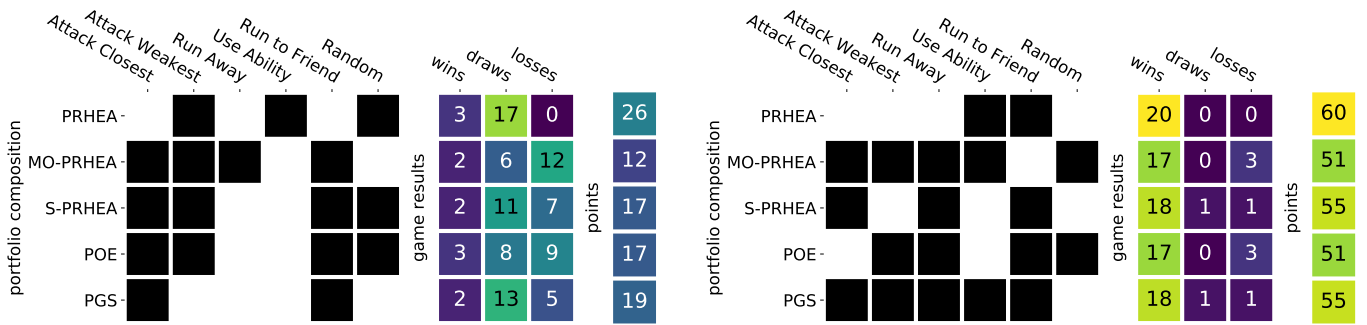 Attack Closest
Attack Weakest
Run Away
Use Ability
Run to Friend
Random
wins
draws
losses
portfolio composition
game results
points
PRHEA
3 17 0 26
MO-PRHEA
2 6 12 12
S-PRHEA
2 11 7 17
POE
3 8 9 17
PGS
2 13 5 19
Attack Closest
Attack Weakest
Run Away
Use Ability
Run to Friend
Random
wins
draws
losses
portfolio composition
game results
points
PRHEA
20 0 0 60
MO-PRHEA
17 0 3 51
S-PRHEA
18 1 1 55
POE
17 0 3 51
PGS
18 1 1 55